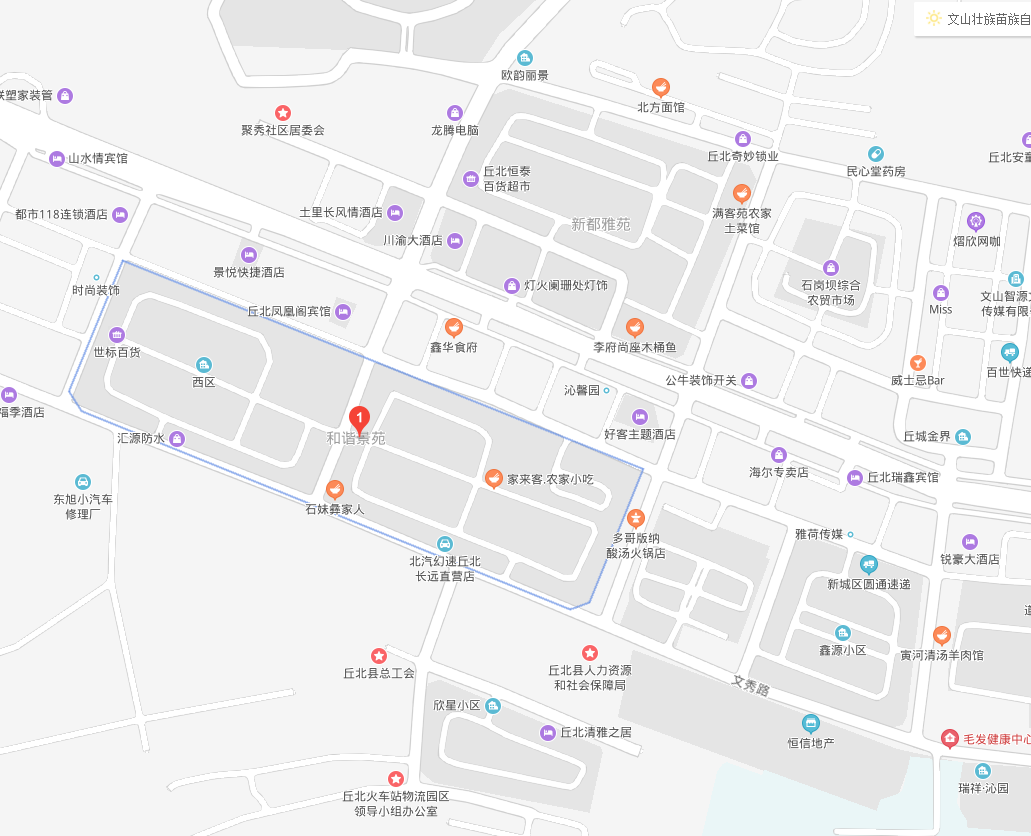 文山壮族苗族自
欧韵丽景
联塑家装管
北方面馆
聚秀社区居委会
龙腾电脑
丘北奇妙锁业
民心堂药房
丘北安童
山水情宾馆
丘北恒泰
百货超市
都市118连锁酒店
土里长风情酒店
新都雅苑
满客苑农家
土菜馆
川渝大酒店
熠欣网咖
景悦快捷酒店
时尚装饰
灯火阑珊处灯饰
石岗坝综合
农贸市场
Miss
文山智源文
传媒有限
丘北凤凰阁宾馆
世标百货
鑫华食府
李府尚座木桶鱼
西区
公牛装饰开关
威士忌Bar
百世快递
沁馨园
福季酒店
1
和谐景苑
汇源防水
好客主题酒店
丘城金界
海尔专卖店
丘北瑞鑫宾馆
家来客.农家小吃
东旭小汽车
修理厂
石妹彝家人
多哥版纳
酸汤火锅店
雅荷传媒
北汽幻速丘北
长远直营店
锐豪大酒店
新城区圆通速递
鑫源小区
寅河清汤羊肉馆
丘北县总工会
丘北县人力资源
和社会保障局
文秀路
欣星小区
丘北清雅之居
恒信地产
毛发健康中心
瑞祥·沁园
丘北火车站物流园区
领导小组办公室